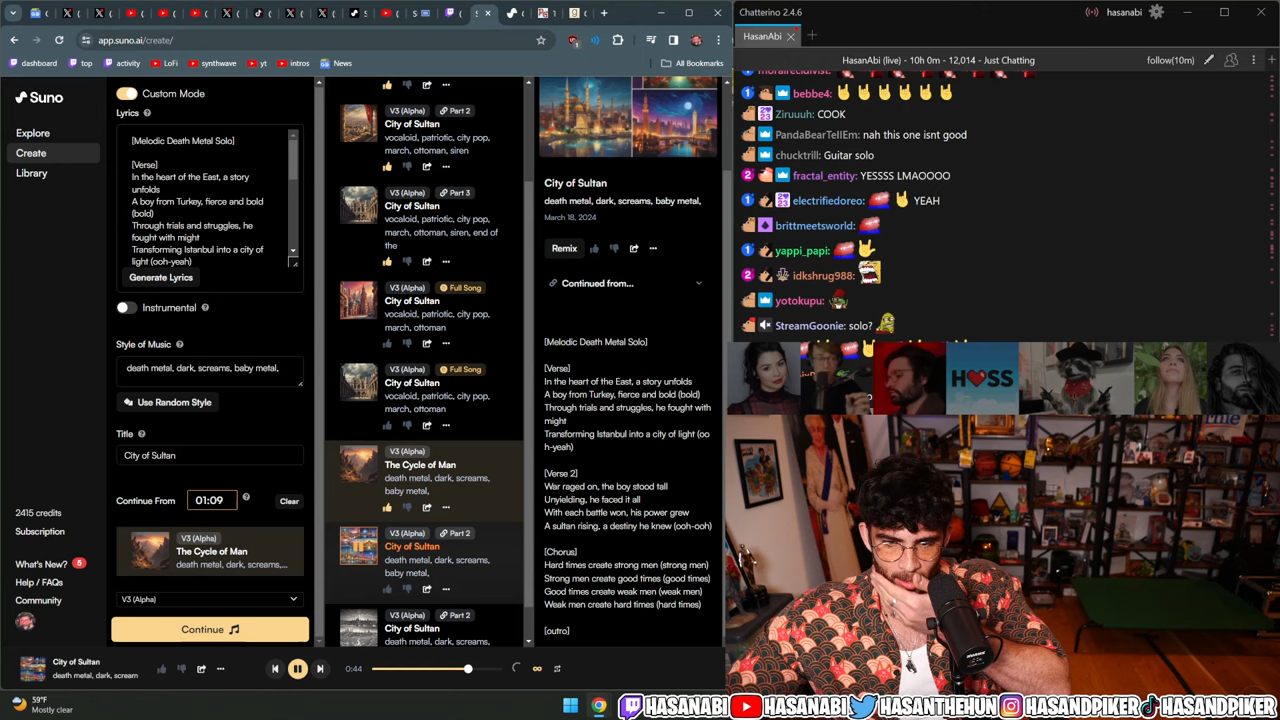 app.suno.ai/create/
dashboard
top
activity
LoFi
synthwave
yt
intros
News
All Bookmarks
Suno
Explore
Create
Library
2415 credits
Subscription
What's New? 5
Help / FAQs
Community
Custom Mode
Lyrics
[Melodic Death Metal Solo]
[Verse]
In the heart of the East, a story
unfolds
A boy from Turkey, fierce and bold
(bold)
Through trials and struggles, he
fought with might
Transforming Istanbul into a city of
light (ooh-yeah)
Generate Lyrics
Instrumental
Style of Music
death metal, dark, screams, baby metal,
Use Random Style
Title
City of Sultan
Continue From 01:09 Clear
V3 (Alpha)
The Cycle of Man
death metal, dark, screams,...
V3 (Alpha)
Continue
V3 (Alpha) Part 2
City of Sultan
vocaloid, patriotic, city pop,
march, ottoman, siren
V3 (Alpha) Part 3
City of Sultan
vocaloid, patriotic, city pop,
march, ottoman, siren, end of
the
V3 (Alpha) Full Song
City of Sultan
vocaloid, patriotic, city pop,
march, ottoman
V3 (Alpha) Full Song
City of Sultan
vocaloid, patriotic, city pop,
march, ottoman
V3 (Alpha)
The Cycle of Man
death metal, dark, screams,
baby metal,
V3 (Alpha) Part 2
City of Sultan
death metal, dark, screams,
baby metal,
V3 (Alpha) Part 2
City of Sultan
death metal, dark, screams,
City of Sultan
death metal, dark, screams, baby metal,
March 18, 2024
Remix
Continued from...
[Melodic Death Metal Solo]
[Verse]
In the heart of the East, a story unfolds
A boy from Turkey, fierce and bold (bold)
Through trials and struggles, he fought with
might
Transforming Istanbul into a city of light (oo
h-yeah)
[Verse 2]
War raged on, the boy stood tall
Unyielding, he faced it all
With each battle won, his power grew
A sultan rising, a destiny he knew (ooh-ooh)
[Chorus]
Hard times create strong men (strong men)
Strong men create good times (good times)
Good times create weak men (weak men)
Weak men create hard times (hard times)
[outro]
City of Sultan
death metal, dark, scream
0:44
59°F
Mostly clear
Chatterino 2.4.6
hasanabi
HasanAbi
HasanAbi (live) - 10h 0m - 12,014 - Just Chatting
follow(10m)
bebbe4:
Ziruuuh: COOK
PandaBearTellEm: nah this one isnt good
chucktrill: Guitar solo
fractal_entity: YESSSS LMAOOOO
electrifiedoreo: YEAH
brittmeetsworld:
yappi_papi:
idkshrug988:
yotokupu:
StreamGoonie: solo?
H♥SS
HASANABI HASANABI HASANTHEHUN HASANDPIKER HASANDPIKER